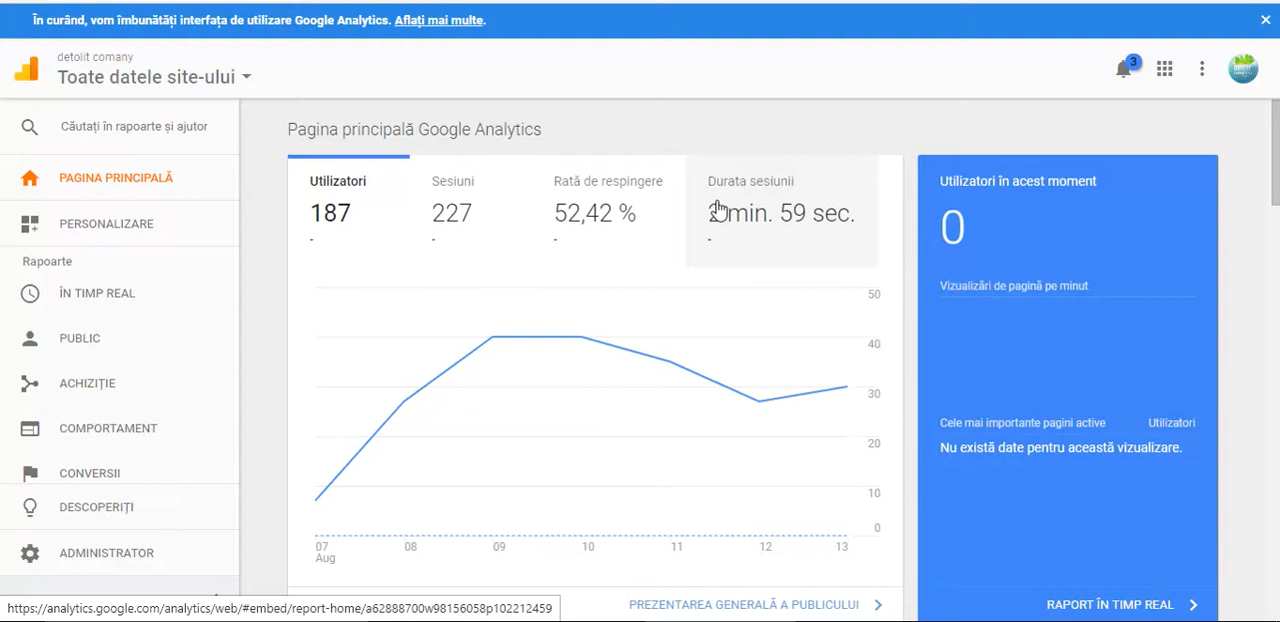 În curând, vom îmbunătăți interfața de utilizare Google Analytics. Aflați mai multe.
detolit comany
Toate datele site-ului
3
Căutați în rapoarte și ajutor
PAGINA PRINCIPALĂ
PERSONALIZARE
Rapoarte
ÎN TIMP REAL
PUBLIC
ACHIZIȚIE
COMPORTAMENT
CONVERSII
DESCOPERIȚI
ADMINISTRATOR
Pagina principală Google Analytics
Utilizatori
187
-
Sesiuni
227
-
Rată de respingere
52,42 %
-
Durata sesiunii
min. 59 sec.
-
50
40
30
20
10
0
07 08 09 10 11 12 13
Aug
PREZENTAREA GENERALĂ A PUBLICULUI
Utilizatori în acest moment
0
Vizualizări de pagină pe minut
Cele mai importante pagini active Utilizatori
Nu există date pentru această vizualizare.
RAPORT ÎN TIMP REAL
https://analytics.google.com/analytics/web/#embed/report-home/a62888700w98156058p102212459